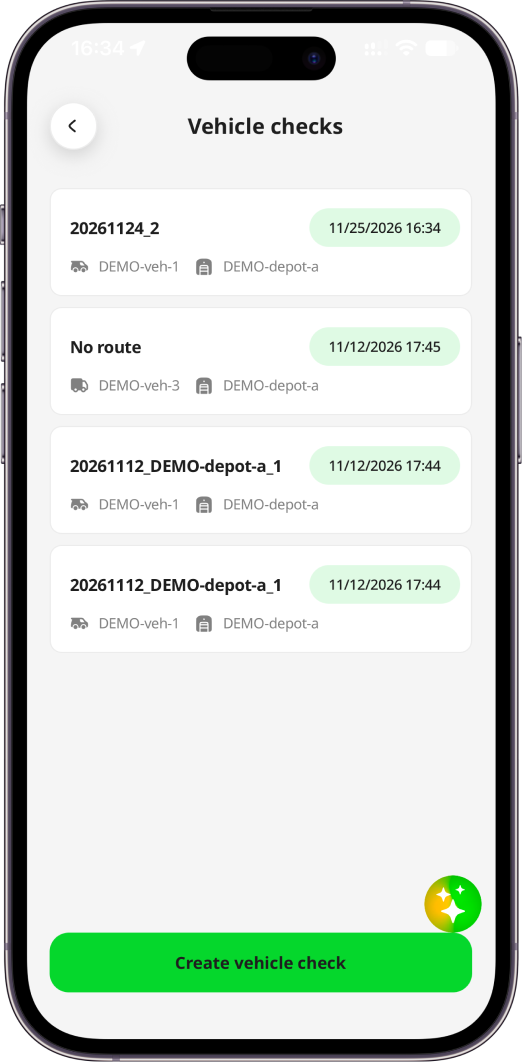 16:34
Vehicle checks
20261124_2
11/25/2026 16:34
DEMO-veh-1 DEMO-depot-a
No route
11/12/2026 17:45
DEMO-veh-3 DEMO-depot-a
20261112_DEMO-depot-a_1
11/12/2026 17:44
DEMO-veh-1 DEMO-depot-a
20261112_DEMO-depot-a_1
11/12/2026 17:44
DEMO-veh-1 DEMO-depot-a
Create vehicle check